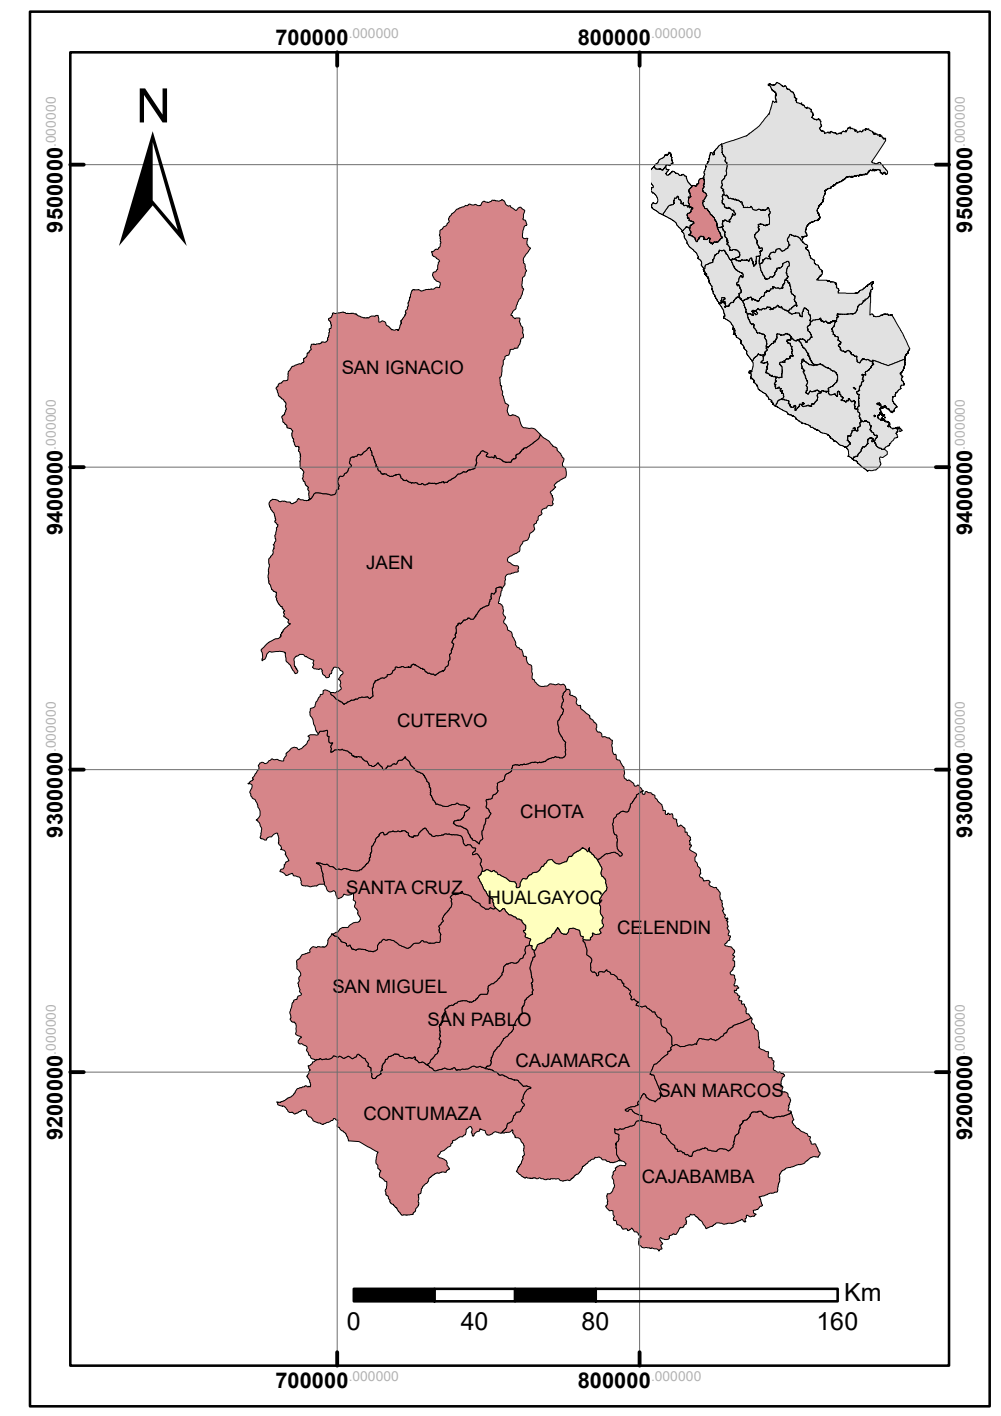 700000.000000 800000.000000
N
9500000.000000 9500000.000000
SAN IGNACIO
9400000.000000 9400000.000000
JAEN
CUTERVO
9300000.000000 9300000.000000
CHOTA
SANTA CRUZ
HUALGAYOC
CELENDIN
SAN MIGUEL
SAN PABLO
CAJAMARCA
9200000.000000 9200000.000000
SAN MARCOS
CONTUMAZA
CAJABAMBA
Km
0 40 80 160
700000.000000 800000.000000